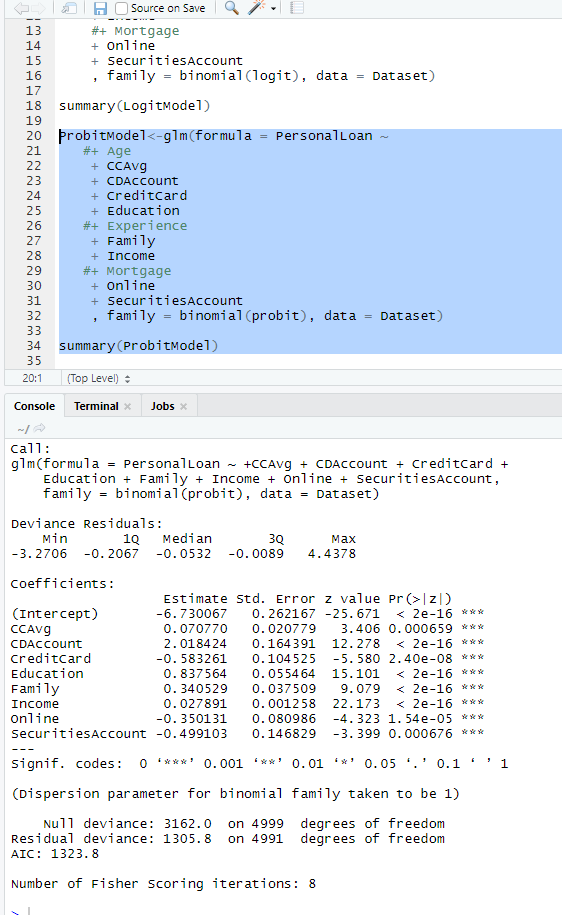 Source on Save
13 #+ Mortgage
14 + Online
15 + SecuritiesAccount
16 , family = binomial(logit), data = Dataset)
17
18 summary(LogitModel)
19
20 ProbitModel<-glm(formula = PersonalLoan ~
21 #+ Age
22 + CCAvg
23 + CDAccount
24 + CreditCard
25 + Education
26 #+ Experience
27 + Family
28 + Income
29 #+ Mortgage
30 + Online
31 + SecuritiesAccount
32 , family = binomial(probit), data = Dataset)
33
34 summary(ProbitModel)
35
20:1 (Top Level)
Console Terminal × Jobs ×
~/
Call:
glm(formula = PersonalLoan ~ +CCAvg + CDAccount + CreditCard +
Education + Family + Income + Online + SecuritiesAccount,
family = binomial(probit), data = Dataset)
Deviance Residuals:
Min 1Q Median 3Q Max
-3.2706 -0.2067 -0.0532 -0.0089 4.4378
Coefficients:
Estimate Std. Error z value Pr(>|z|)
(Intercept) -6.730067 0.262167 -25.671 < 2e-16 ***
CCAvg 0.070770 0.020779 3.406 0.000659 ***
CDAccount 2.018424 0.164391 12.278 < 2e-16 ***
CreditCard -0.583261 0.104525 -5.580 2.40e-08 ***
Education 0.837564 0.055464 15.101 < 2e-16 ***
Family 0.340529 0.037509 9.079 < 2e-16 ***
Income 0.027891 0.001258 22.173 < 2e-16 ***
Online -0.350131 0.080986 -4.323 1.54e-05 ***
SecuritiesAccount -0.499103 0.146829 -3.399 0.000676 ***
---
Signif. codes: 0 ‘***’ 0.001 ‘**’ 0.01 ‘*’ 0.05 ‘.’ 0.1 ‘ ’ 1
(Dispersion parameter for binomial family taken to be 1)
Null deviance: 3162.0 on 4999 degrees of freedom
Residual deviance: 1305.8 on 4991 degrees of freedom
AIC: 1323.8
Number of Fisher Scoring iterations: 8
>